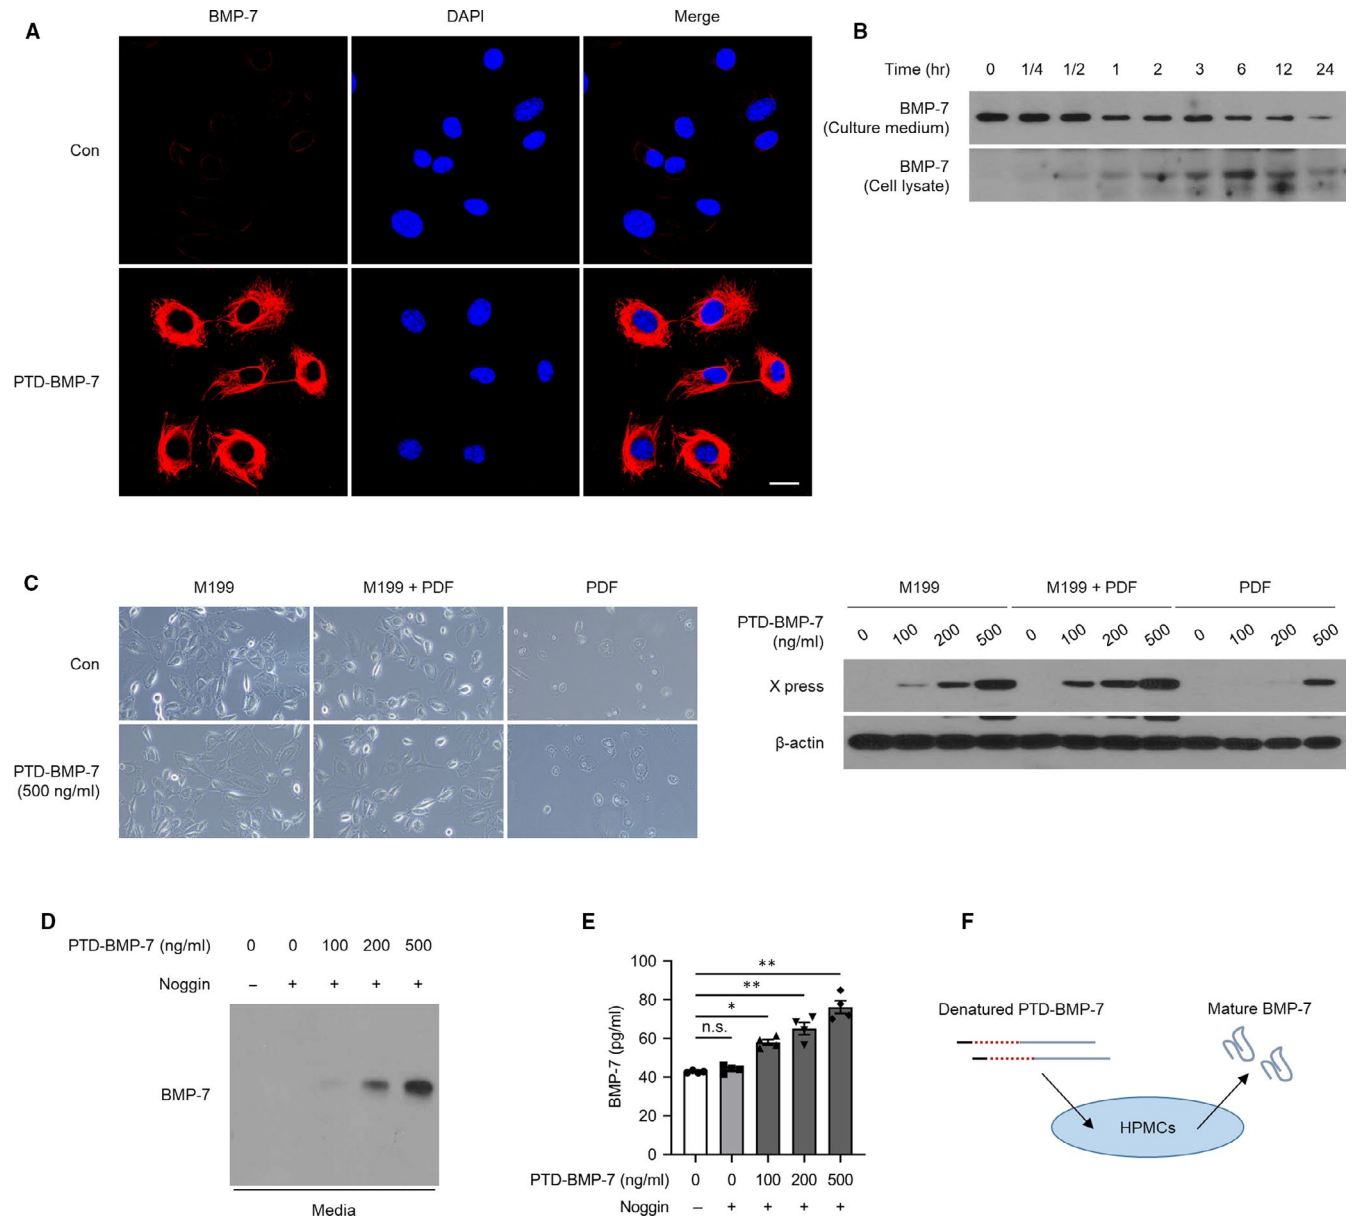 A
BMP-7 DAPI Merge
Con
PTD-BMP-7
B
Time (hr) 0 1/4 1/2 1 2 3 6 12 24
BMP-7
(Culture medium)
BMP-7
(Cell lysate)
C
M199 M199 + PDF PDF
Con
PTD-BMP-7
(500 ng/ml)
M199 M199 + PDF PDF
PTD-BMP-7
(ng/ml)
0 100 200 500 0 100 200 500 0 100 200 500
X press
β-actin
D
PTD-BMP-7 (ng/ml) 0 0 100 200 500
Noggin – + + + +
BMP-7
Media
E
BMP-7 (pg/ml)
100
80
60
40
20
0
**
**
*
n.s.
PTD-BMP-7 (ng/ml) 0 0 100 200 500
Noggin – + + + +
F
Denatured PTD-BMP-7 Mature BMP-7
HPMCs